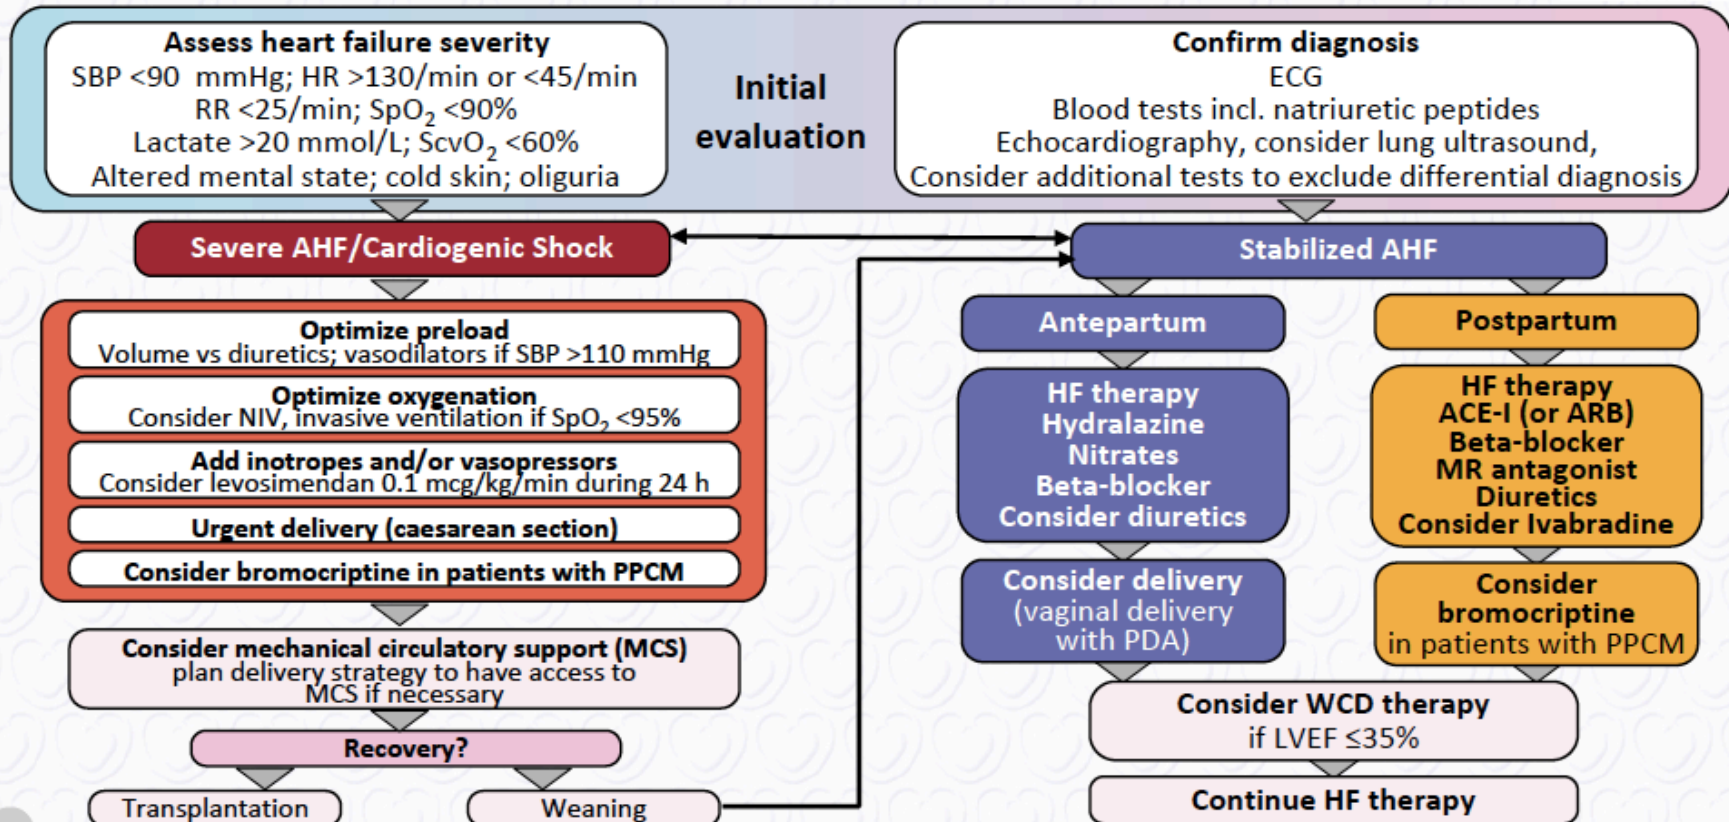 Assess heart failure severity
SBP <90 mmHg; HR >130/min or <45/min
RR <25/min; SpO₂ <90%
Lactate >20 mmol/L; ScvO₂ <60%
Altered mental state; cold skin; oliguria
Initial
evaluation
Confirm diagnosis
ECG
Blood tests incl. natriuretic peptides
Echocardiography, consider lung ultrasound,
Consider additional tests to exclude differential diagnosis
Severe AHF/Cardiogenic Shock
Optimize preload
Volume vs diuretics; vasodilators if SBP >110 mmHg
Optimize oxygenation
Consider NIV, invasive ventilation if SpO₂ <95%
Add inotropes and/or vasopressors
Consider levosimendan 0.1 mcg/kg/min during 24 h
Urgent delivery (caesarean section)
Consider bromocriptine in patients with PPCM
Consider mechanical circulatory support (MCS)
plan delivery strategy to have access to
MCS if necessary
Recovery?
Transplantation
Weaning
Stabilized AHF
Antepartum
HF therapy
Hydralazine
Nitrates
Beta-blocker
Consider diuretics
Consider delivery
(vaginal delivery
with PDA)
Postpartum
HF therapy
ACE-I (or ARB)
Beta-blocker
MR antagonist
Diuretics
Consider Ivabradine
Consider
bromocriptine
in patients with PPCM
Consider WCD therapy
if LVEF ≤35%
Continue HF therapy